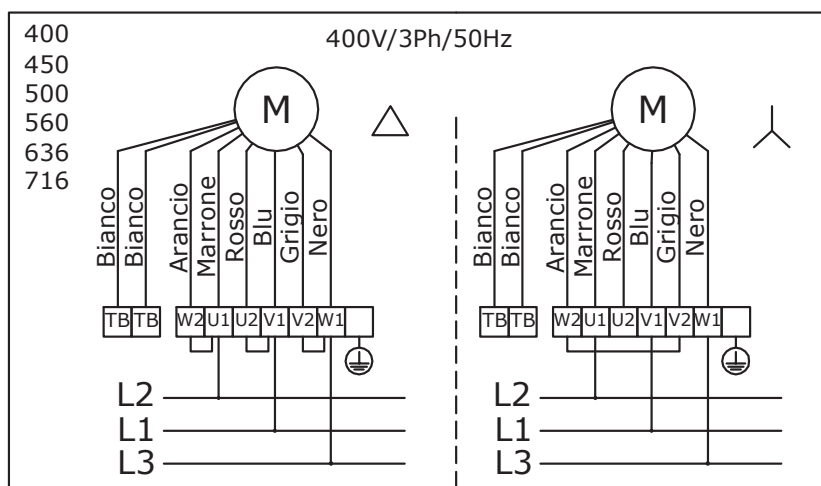 400
450
500
560
636
716
400V/3Ph/50Hz
M
Bianco
Bianco
Arancio
Marrone
Rosso
Blu
Grigio
Nero
TB TB W2 U1 U2 V1 V2 W1
L2
L1
L3
M
Bianco
Bianco
Arancio
Marrone
Rosso
Blu
Grigio
Nero
TB TB W2 U1 U2 V1 V2 W1
L2
L1
L3